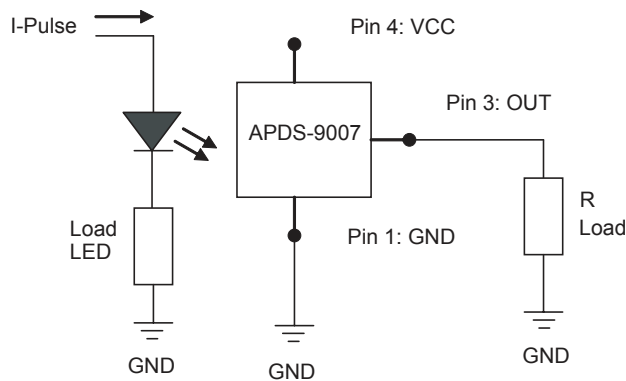 I-Pulse
Pin 4: VCC
APDS-9007
Pin 3: OUT
Load
LED
Pin 1: GND
R
Load
GND
GND
GND